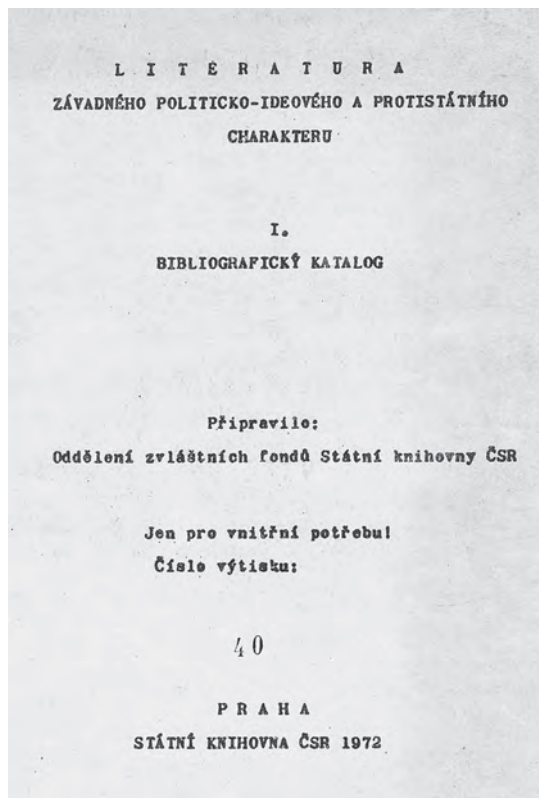 L I T E R A T U R A
ZÁVADNÉHO POLITICKO-IDEOVÉHO A PROTISTÁTNÍHO
CHARAKTERU
I.
BIBLIOGRAFICKÝ KATALOG
Připravilo:
Oddělení zvláštních fondů Státní knihovny ČSR
Jen pro vnitřní potřebu!
Číslo výtisku:
40
P R A H A
STÁTNÍ KNIHOVNA ČSR 1972